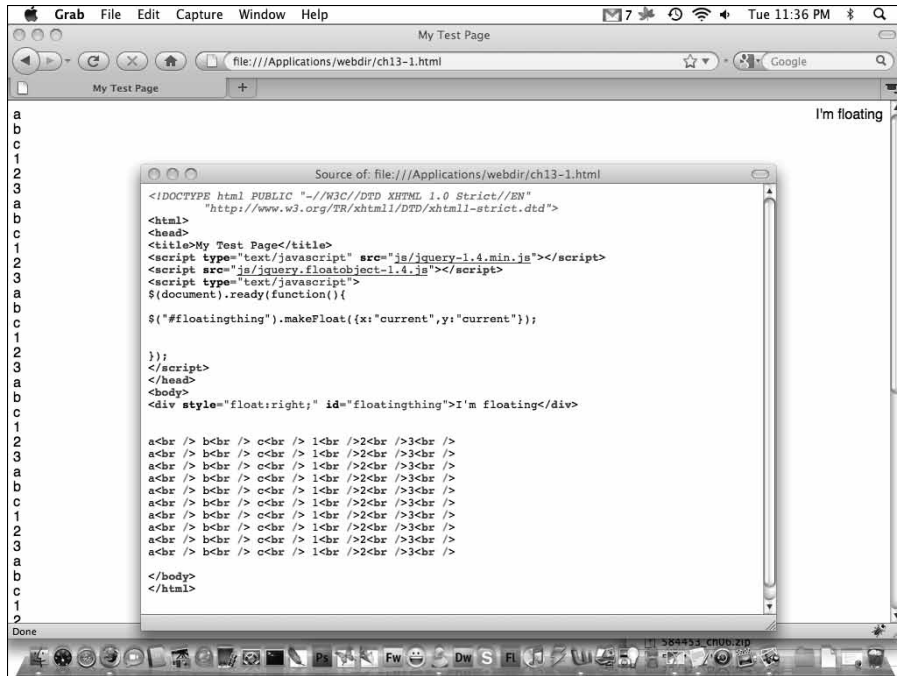 Grab File Edit Capture Window Help 7 Tue 11:36 PM
My Test Page
file:///Applications/webdir/ch13-1.html Google
My Test Page +
I'm floating
a
b
c
1
2
3
a
b
c
1
2
3
a
b
c
1
2
3
a
b
c
1
2
3
a
b
c
1
2
3
a
b
c
1
2
Source of: file:///Applications/webdir/ch13-1.html
<!DOCTYPE html PUBLIC "-//W3C//DTD XHTML 1.0 Strict//EN"
"http://www.w3.org/TR/xhtml1/DTD/xhtml1-strict.dtd">
<html>
<head>
<title>My Test Page</title>
<script type="text/javascript" src="js/jquery-1.4.min.js"></script>
<script src="js/jquery.floatobject-1.4.js"></script>
<script type="text/javascript">
$(document).ready(function(){
$("#floatingthing").makeFloat({x:"current",y:"current"});
});
</script>
</head>
<body>
<div style="float:right;" id="floatingthing">I'm floating</div>
a<br /> b<br /> c<br /> 1<br />2<br />3<br />
a<br /> b<br /> c<br /> 1<br />2<br />3<br />
a<br /> b<br /> c<br /> 1<br />2<br />3<br />
a<br /> b<br /> c<br /> 1<br />2<br />3<br />
a<br /> b<br /> c<br /> 1<br />2<br />3<br />
a<br /> b<br /> c<br /> 1<br />2<br />3<br />
a<br /> b<br /> c<br /> 1<br />2<br />3<br />
a<br /> b<br /> c<br /> 1<br />2<br />3<br />
a<br /> b<br /> c<br /> 1<br />2<br />3<br />
a<br /> b<br /> c<br /> 1<br />2<br />3<br />
</body>
</html>
Done
584453_ch06.zip
Ps Fw Dw S Fl